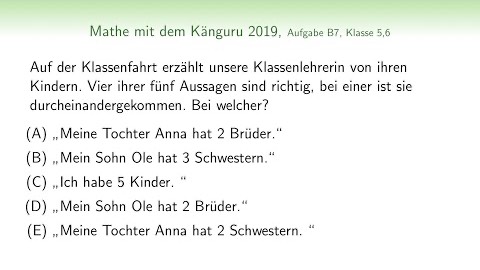 Mathe mit dem Känguru 2019, Aufgabe B7, Klasse 5,6
Auf der Klassenfahrt erzählt unsere Klassenlehrerin von ihren
Kindern. Vier ihrer fünf Aussagen sind richtig, bei einer ist sie
durcheinandergekommen. Bei welcher?
(A) „Meine Tochter Anna hat 2 Brüder.“
(B) „Mein Sohn Ole hat 3 Schwestern.“
(C) „Ich habe 5 Kinder. “
(D) „Mein Sohn Ole hat 2 Brüder.“
(E) „Meine Tochter Anna hat 2 Schwestern. “